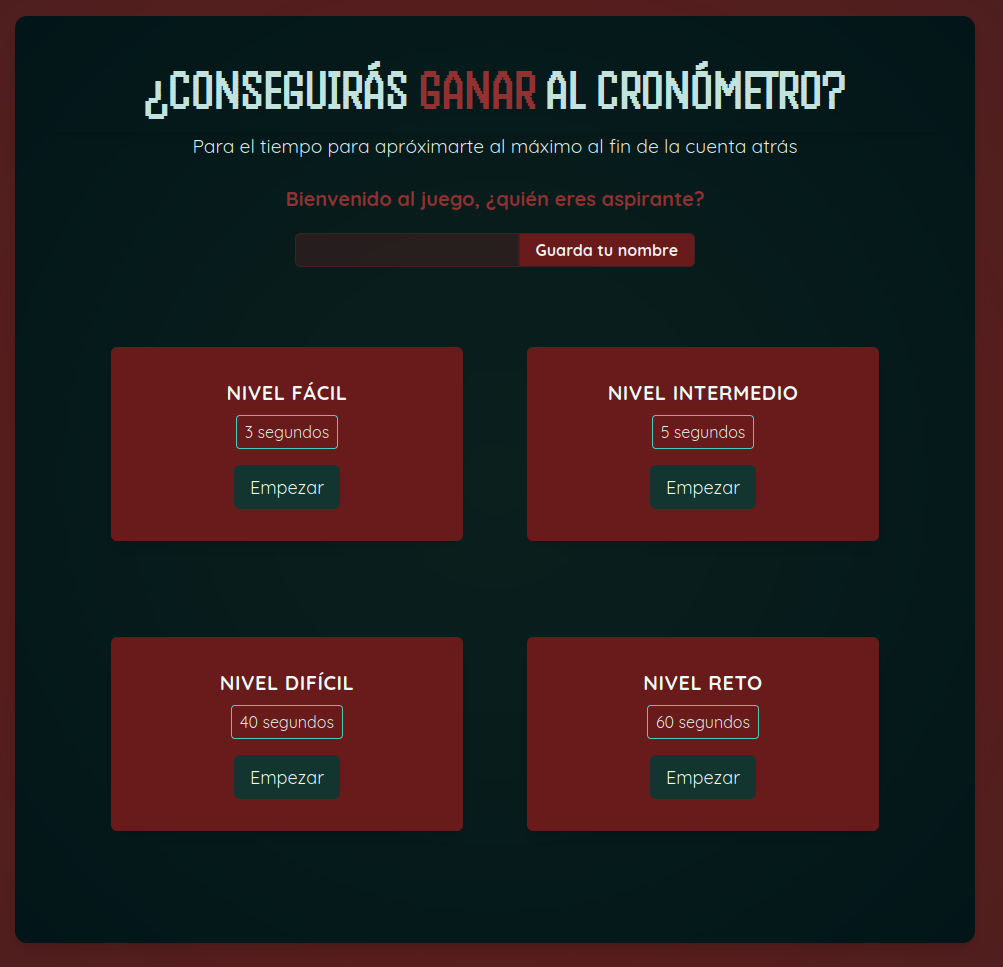 ¿CONSEGUIRÁS GANAR AL CRONÓMETRO?
Para el tiempo para apróximarte al máximo al fin de la cuenta atrás
Bienvenido al juego, ¿quién eres aspirante?
Guarda tu nombre
NIVEL FÁCIL
3 segundos
Empezar
NIVEL INTERMEDIO
5 segundos
Empezar
NIVEL DIFÍCIL
40 segundos
Empezar
NIVEL RETO
60 segundos
Empezar